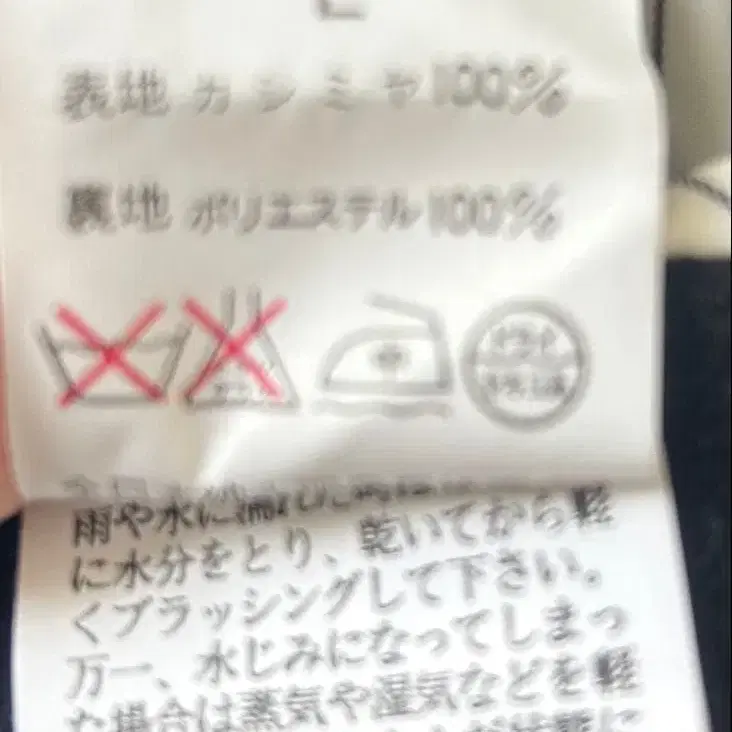 L
表地 カシミヤ100%
裏地 ポリエステル100%
中
ドライ
雨や水に濡れた
に水分をとり、乾いてから軽
くブラッシングして下さい。
万一、水じみになってしまっ
た場合は蒸気や湿気などを軽